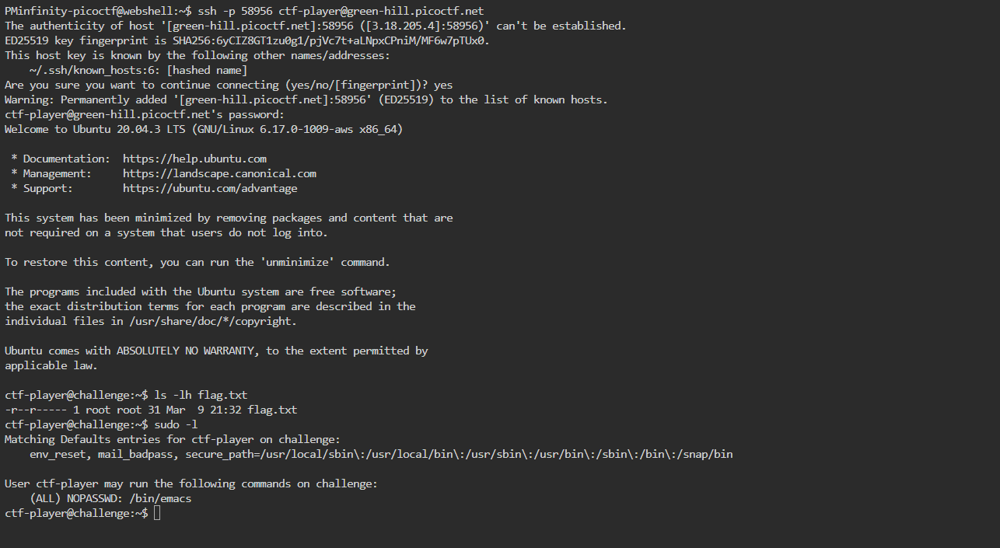 PMinfinity-picoctf@webshell:~$ ssh -p 58956 ctf-player@green-hill.picoctf.net
The authenticity of host '[green-hill.picoctf.net]:58956 ([3.18.205.4]:58956)' can't be established.
ED25519 key fingerprint is SHA256:6yCIZ8GT1zu0g1/pjVc7t+aLNpxCPniM/MF6w7pTUx0.
This host key is known by the following other names/addresses:
    ~/.ssh/known_hosts:6: [hashed name]
Are you sure you want to continue connecting (yes/no/[fingerprint])? yes
Warning: Permanently added '[green-hill.picoctf.net]:58956' (ED25519) to the list of known hosts.
ctf-player@green-hill.picoctf.net's password:
Welcome to Ubuntu 20.04.3 LTS (GNU/Linux 6.17.0-1009-aws x86_64)

 * Documentation:  https://help.ubuntu.com
 * Management:     https://landscape.canonical.com
 * Support:        https://ubuntu.com/advantage

This system has been minimized by removing packages and content that are
not required on a system that users do not log into.

To restore this content, you can run the 'unminimize' command.

The programs included with the Ubuntu system are free software;
the exact distribution terms for each program are described in the
individual files in /usr/share/doc/*/copyright.

Ubuntu comes with ABSOLUTELY NO WARRANTY, to the extent permitted by
applicable law.

ctf-player@challenge:~$ ls -lh flag.txt
-r--r----- 1 root root 31 Mar  9 21:32 flag.txt
ctf-player@challenge:~$ sudo -l
Matching Defaults entries for ctf-player on challenge:
    env_reset, mail_badpass, secure_path=/usr/local/sbin\:/usr/local/bin\:/usr/sbin\:/usr/bin\:/sbin\:/bin\:/snap/bin

User ctf-player may run the following commands on challenge:
    (ALL) NOPASSWD: /bin/emacs
ctf-player@challenge:~$